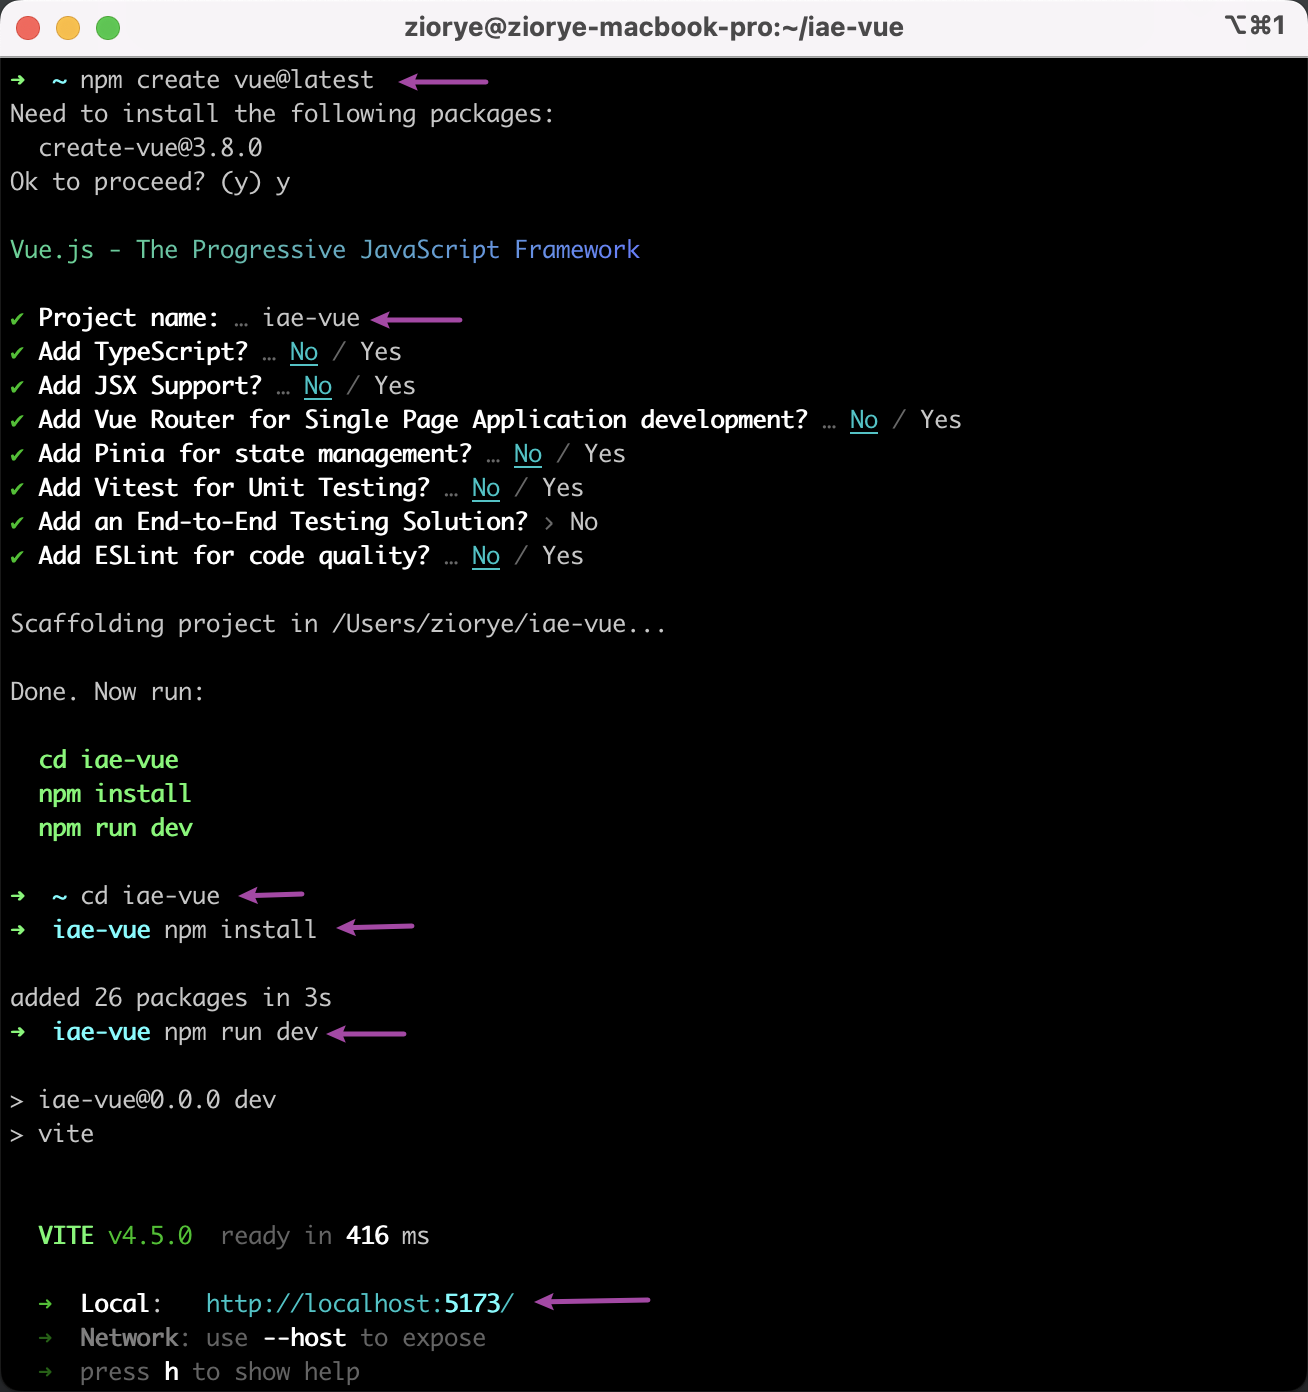 ziorye@ziorye-macbook-pro:~/iae-vue ⌥⌘1
➜ ~ npm create vue@latest
Need to install the following packages:
create-vue@3.8.0
Ok to proceed? (y) y
Vue.js - The Progressive JavaScript Framework
✔ Project name: … iae-vue
✔ Add TypeScript? … No / Yes
✔ Add JSX Support? … No / Yes
✔ Add Vue Router for Single Page Application development? … No / Yes
✔ Add Pinia for state management? … No / Yes
✔ Add Vitest for Unit Testing? … No / Yes
✔ Add an End-to-End Testing Solution? › No
✔ Add ESLint for code quality? … No / Yes
Scaffolding project in /Users/ziorye/iae-vue...
Done. Now run:
cd iae-vue
npm install
npm run dev
➜ ~ cd iae-vue
➜ iae-vue npm install
added 26 packages in 3s
➜ iae-vue npm run dev
> iae-vue@0.0.0 dev
> vite
VITE v4.5.0 ready in 416 ms
➜ Local: http://localhost:5173/
➜ Network: use --host to expose
➜ press h to show help